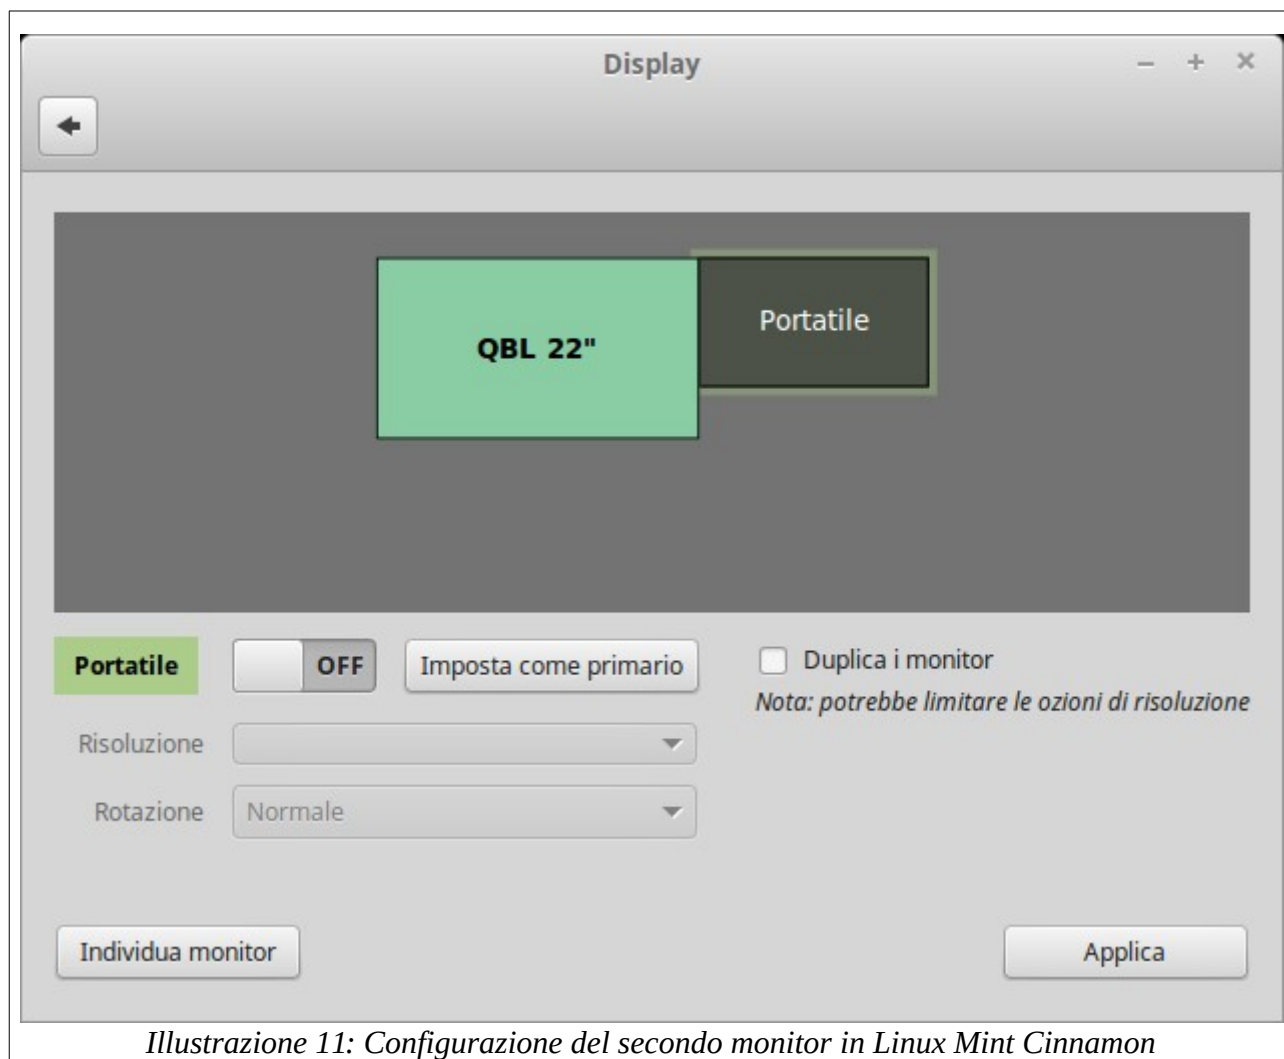 Display
QBL 22"
Portatile
Portatile
OFF
Imposta come primario
Duplica i monitor
Nota: potrebbe limitare le ozioni di risoluzione
Risoluzione
Rotazione
Normale
Individua monitor
Applica
Illustrazione 11: Configurazione del secondo monitor in Linux Mint Cinnamon